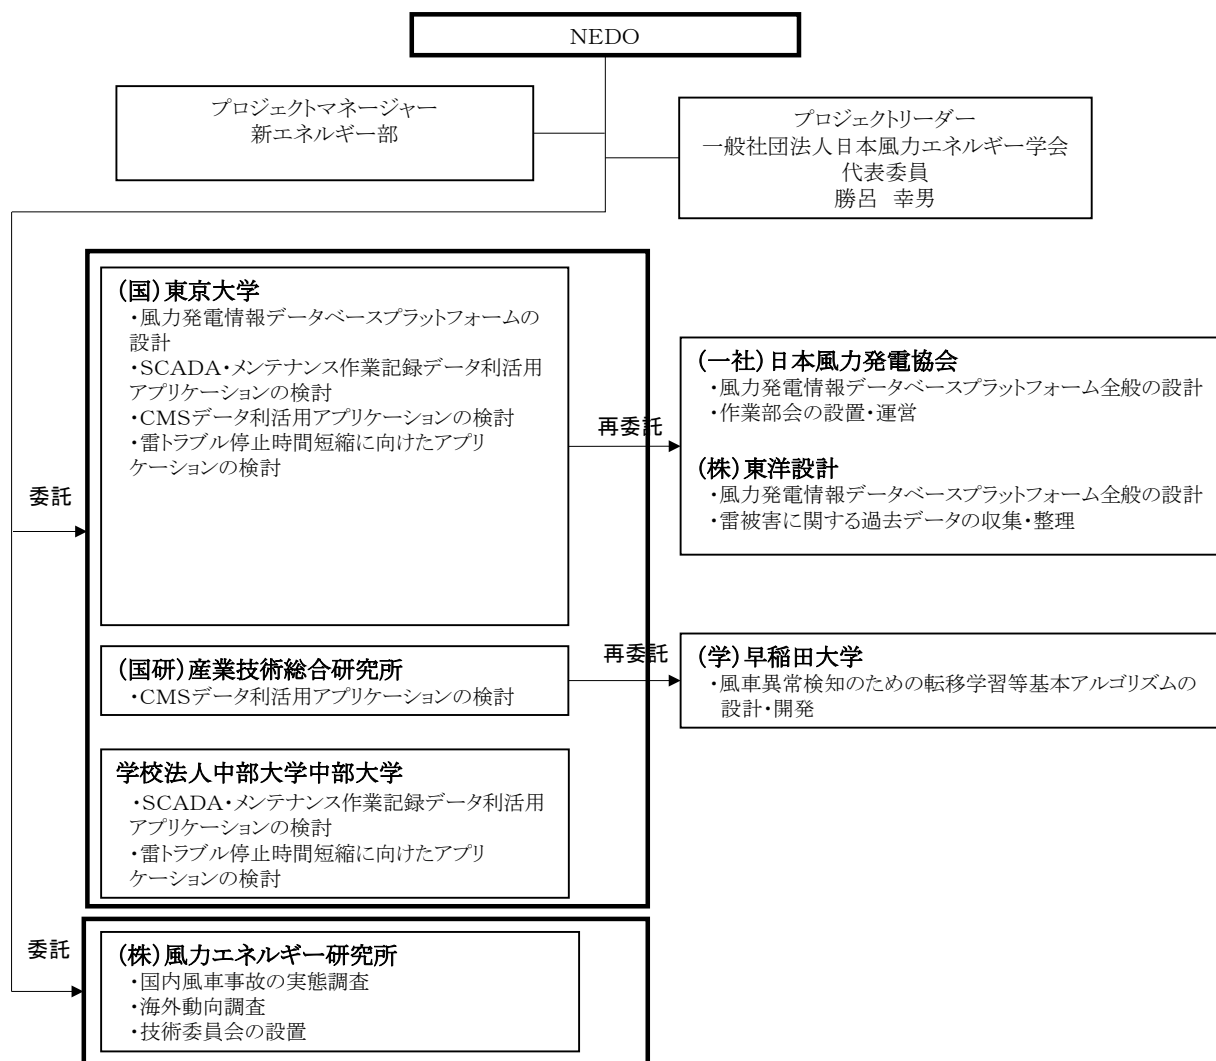 NEDO
プロジェクトマネージャー
新エネルギー部
プロジェクトリーダー
一般社団法人日本風力エネルギー学会
代表委員
勝呂 幸男
(国)東京大学
・風力発電情報データベースプラットフォームの
設計
・SCADA・メンテナンス作業記録データ利活用
アプリケーションの検討
・CMSデータ利活用アプリケーションの検討
・雷トラブル停止時間短縮に向けたアプリ
ケーションの検討
委託
再委託
(一社)日本風力発電協会
・風力発電情報データベースプラットフォーム全般の設計
・作業部会の設置・運営
(株)東洋設計
・風力発電情報データベースプラットフォーム全般の設計
・雷被害に関する過去データの収集・整理
(国研)産業技術総合研究所
・CMSデータ利活用アプリケーションの検討
再委託
(学)早稲田大学
・風車異常検知のための転移学習等基本アルゴリズムの
設計・開発
学校法人中部大学中部大学
・SCADA・メンテナンス作業記録データ利活用
アプリケーションの検討
・雷トラブル停止時間短縮に向けたアプリ
ケーションの検討
委託
(株)風力エネルギー研究所
・国内風車事故の実態調査
・海外動向調査
・技術委員会の設置